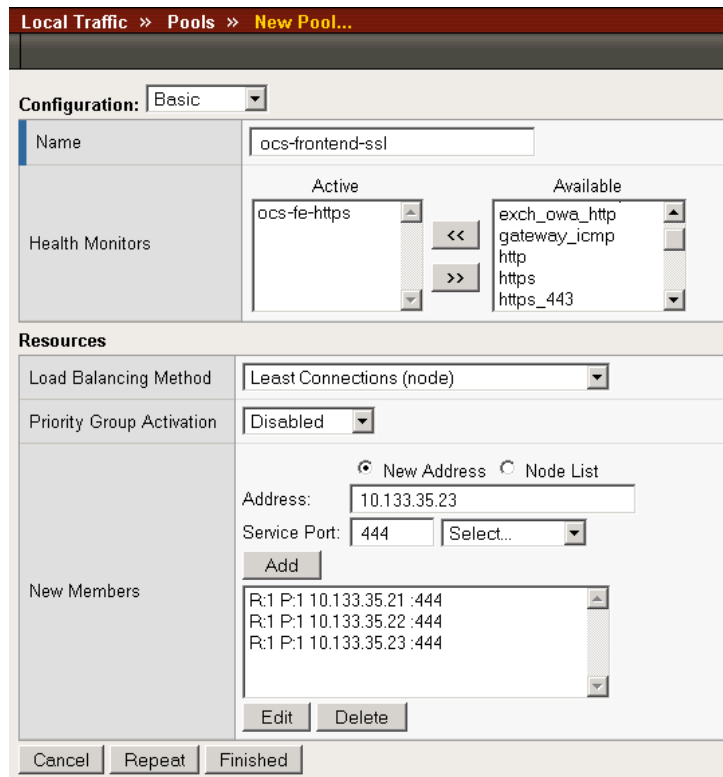 Local Traffic » Pools » New Pool...
Configuration: Basic
Name ocs-frontend-ssl
Health Monitors
Active
ocs-fe-https
<<
>>
Available
exch_owa_http
gateway_icmp
http
https
https_443
Resources
Load Balancing Method Least Connections (node)
Priority Group Activation Disabled
New Members
New Address Node List
Address: 10.133.35.23
Service Port: 444 Select...
Add
R:1 P:1 10.133.35.21 :444
R:1 P:1 10.133.35.22 :444
R:1 P:1 10.133.35.23 :444
Edit Delete
Cancel Repeat Finished